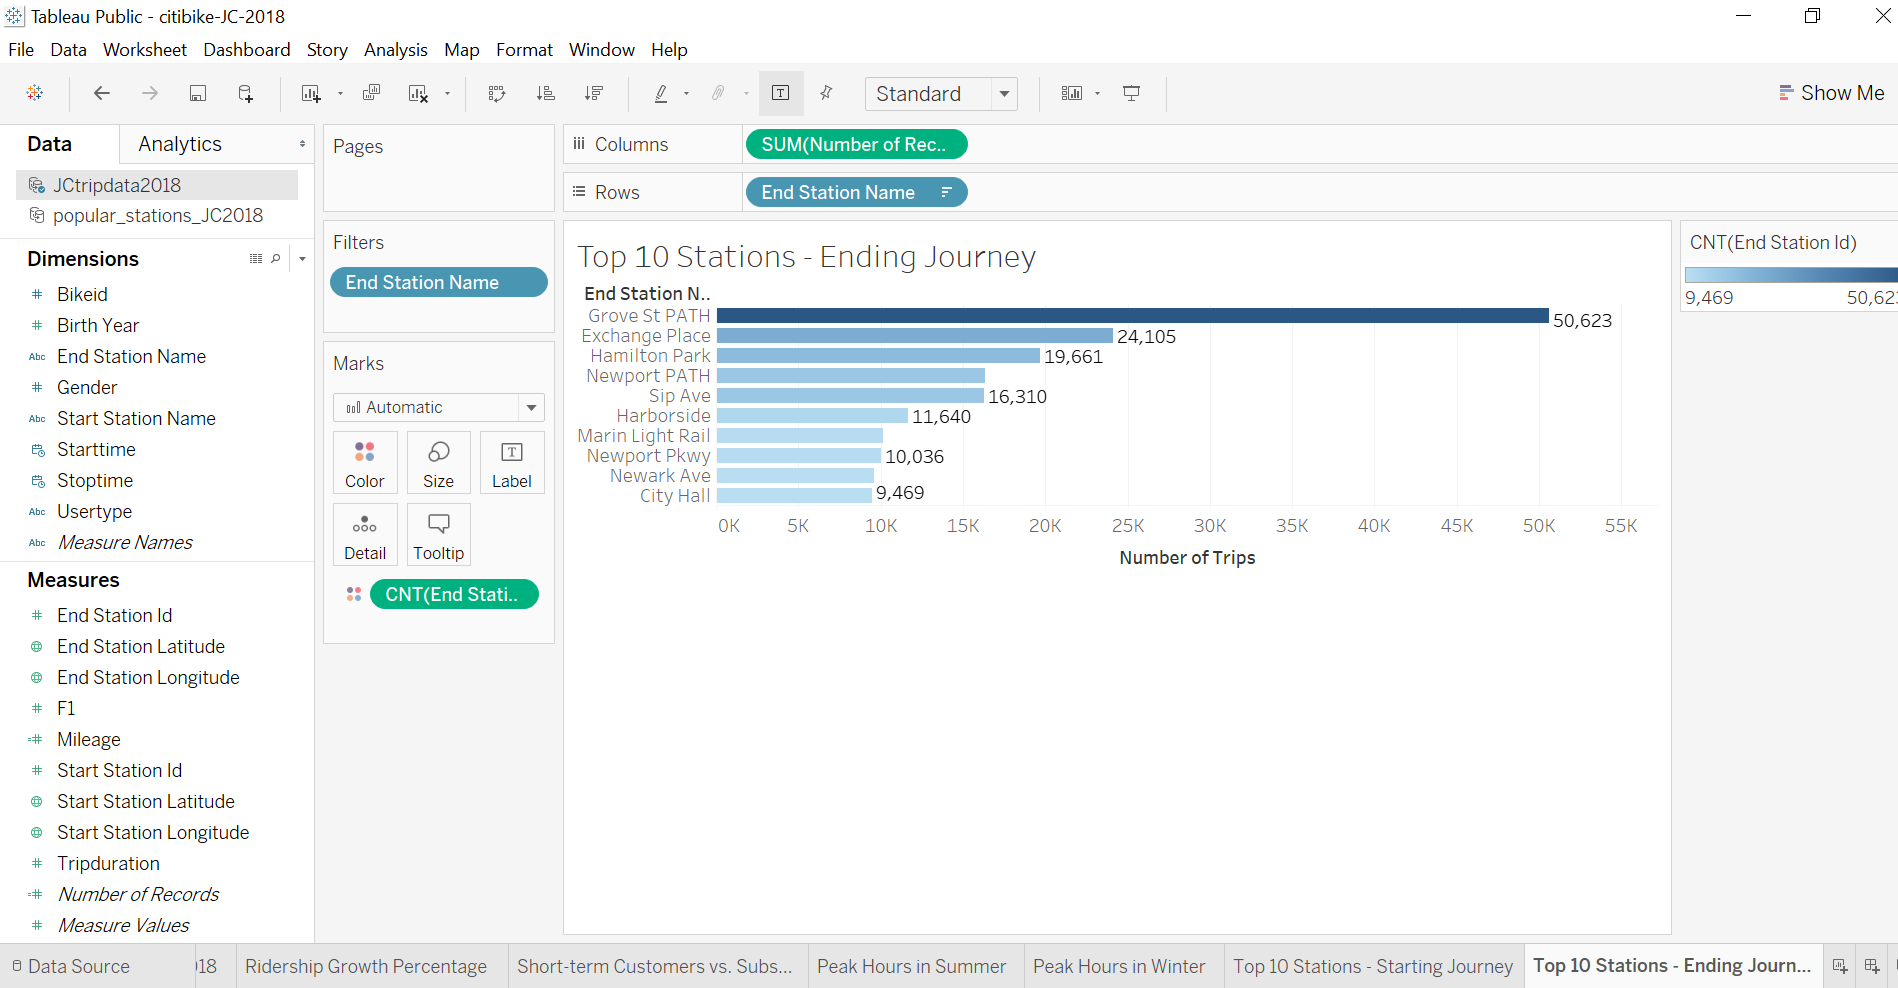 Tableau Public - citibike-JC-2018
File Data Worksheet Dashboard Story Analysis Map Format Window Help
Standard
Show Me
Data Analytics
JCtripdata2018
popular_stations_JC2018
Dimensions
# Bikeid
# Birth Year
Abc End Station Name
# Gender
Abc Start Station Name
Starttime
Stoptime
Abc Usertype
Abc Measure Names
Measures
# End Station Id
End Station Latitude
End Station Longitude
# F1
=# Mileage
# Start Station Id
Start Station Latitude
Start Station Longitude
# Tripduration
=# Number of Records
# Measure Values
Pages
Filters
End Station Name
Marks
Automatic
Color Size Label
Detail Tooltip
CNT(End Stati..
Columns SUM(Number of Rec..
Rows End Station Name
Top 10 Stations - Ending Journey
End Station N..
Grove St PATH 50,623
Exchange Place 24,105
Hamilton Park 19,661
Newport PATH
Sip Ave 16,310
Harborside 11,640
Marin Light Rail
Newport Pkwy 10,036
Newark Ave
City Hall 9,469
0K 5K 10K 15K 20K 25K 30K 35K 40K 45K 50K 55K
Number of Trips
CNT(End Station Id)
9,469 50,623
Data Source 18 Ridership Growth Percentage Short-term Customers vs. Subs... Peak Hours in Summer Peak Hours in Winter Top 10 Stations - Starting Journey Top 10 Stations - Ending Journ...